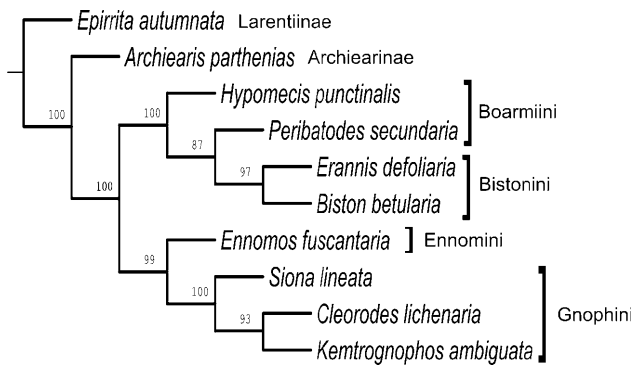 Epirrita autumnata Larentiinae
Archiearis parthenias Archiearinae
100
Hypomecis punctinalis
100
Boarmiini
Peribatodes secundaria
87
Erannis defoliaria
97
Bistonini
100
Biston betularia
Ennomos fuscantaria Ennomini
99
Siona lineata
100
Cleorodes lichenaria
Gnophini
93
Kemtrognophos ambiguata